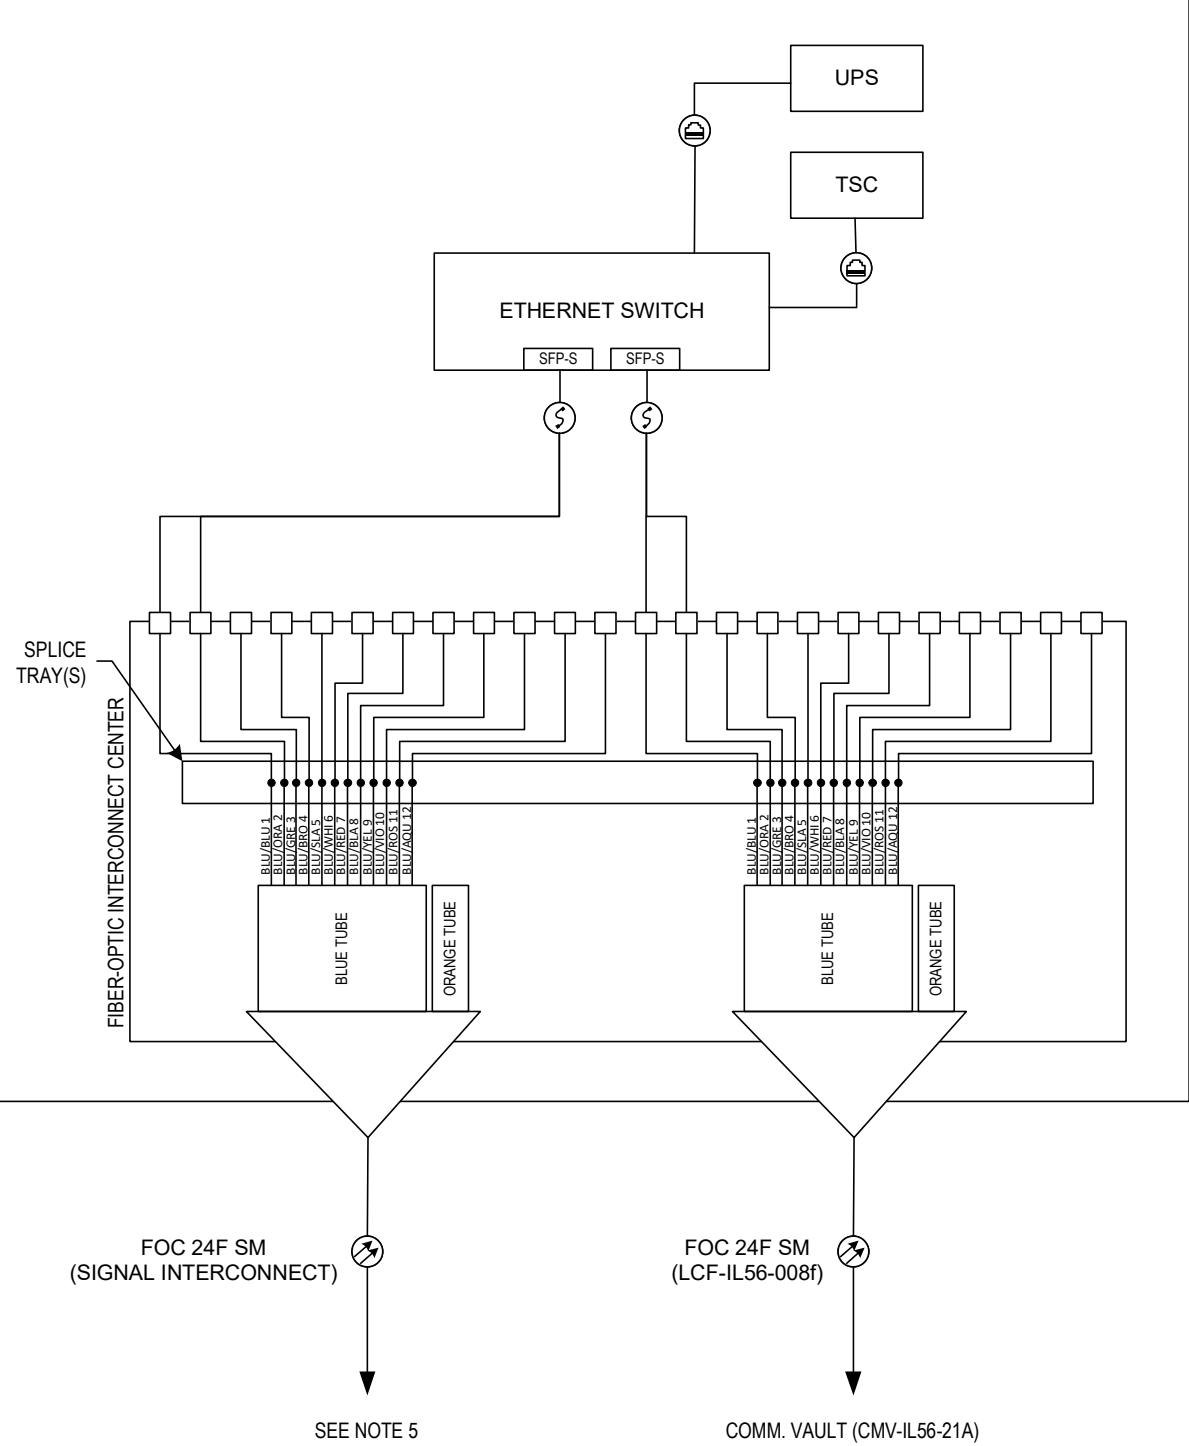 UPS
TSC
ETHERNET SWITCH
SFP-S
SFP-S
SPLICE
TRAY(S)
FIBER-OPTIC INTERCONNECT CENTER
BLU/BLU 1
BLU/ORA 2
BLU/GRE 3
BLU/BRO 4
BLU/SLA 5
BLU/WHI 6
BLU/RED 7
BLU/BLA 8
BLU/YEL 9
BLU/VIO 10
BLU/ROS 11
BLU/AQU 12
BLU/BLU 1
BLU/ORA 2
BLU/GRE 3
BLU/BRO 4
BLU/SLA 5
BLU/WHI 6
BLU/RED 7
BLU/BLA 8
BLU/YEL 9
BLU/VIO 10
BLU/ROS 11
BLU/AQU 12
BLUE TUBE
ORANGE TUBE
BLUE TUBE
ORANGE TUBE
FOC 24F SM
(SIGNAL INTERCONNECT)
FOC 24F SM
(LCF-IL56-008f)
SEE NOTE 5
COMM. VAULT (CMV-IL56-21A)